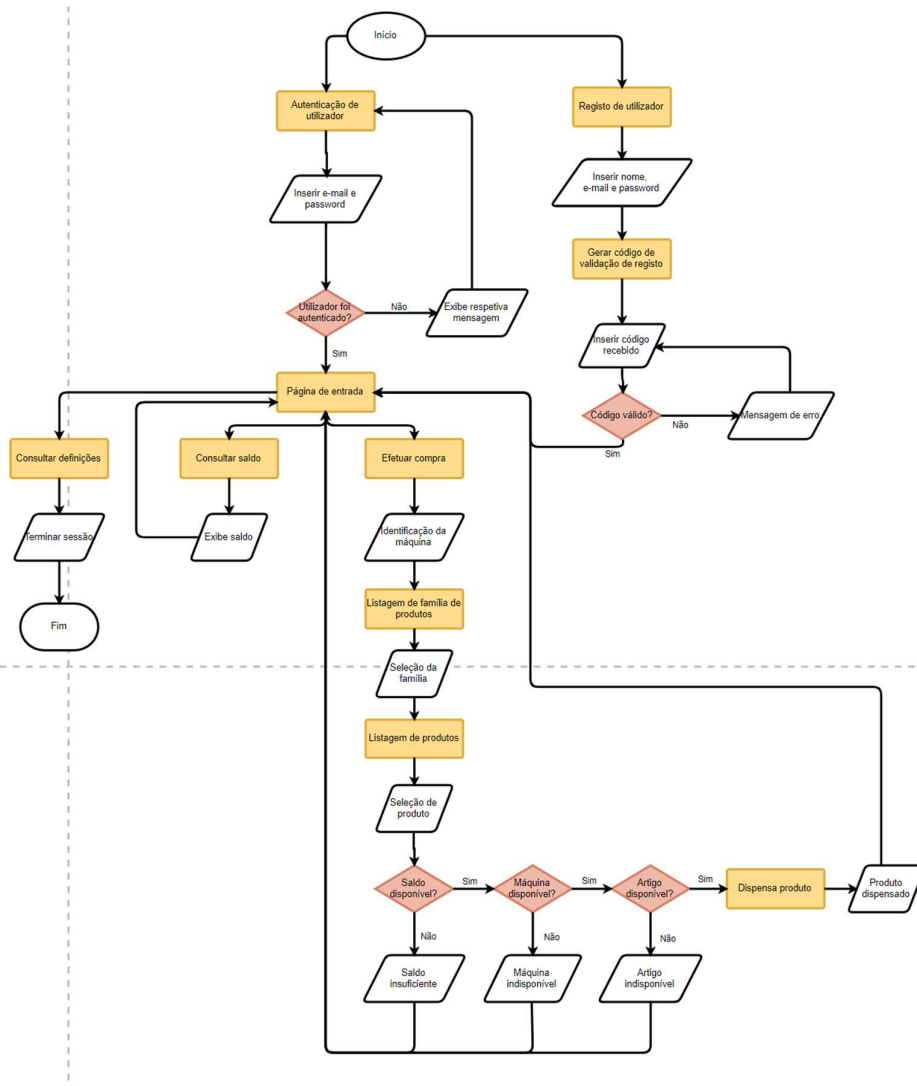 Início
Autenticação de
utilizador
Registo de utilizador
Inserir e-mail e
password
Inserir nome,
e-mail e password
Gerar código de
validação de registo
Utilizador foi
autenticado?
Não
Exibe respetiva
mensagem
Sim
Inserir código
recebido
Página de entrada
Código válido?
Não
Mensagem de erro
Sim
Consultar definições
Consultar saldo
Efetuar compra
Terminar sessão
Exibe saldo
Identificação da
máquina
Fim
Listagem de família de
produtos
Seleção da
família
Listagem de produtos
Seleção de
produto
Saldo
disponível?
Sim
Máquina
disponível?
Sim
Artigo
disponível?
Sim
Dispensa produto
Produto
dispensado
Não
Não
Não
Saldo
insuficiente
Máquina
indisponível
Artigo
indisponível